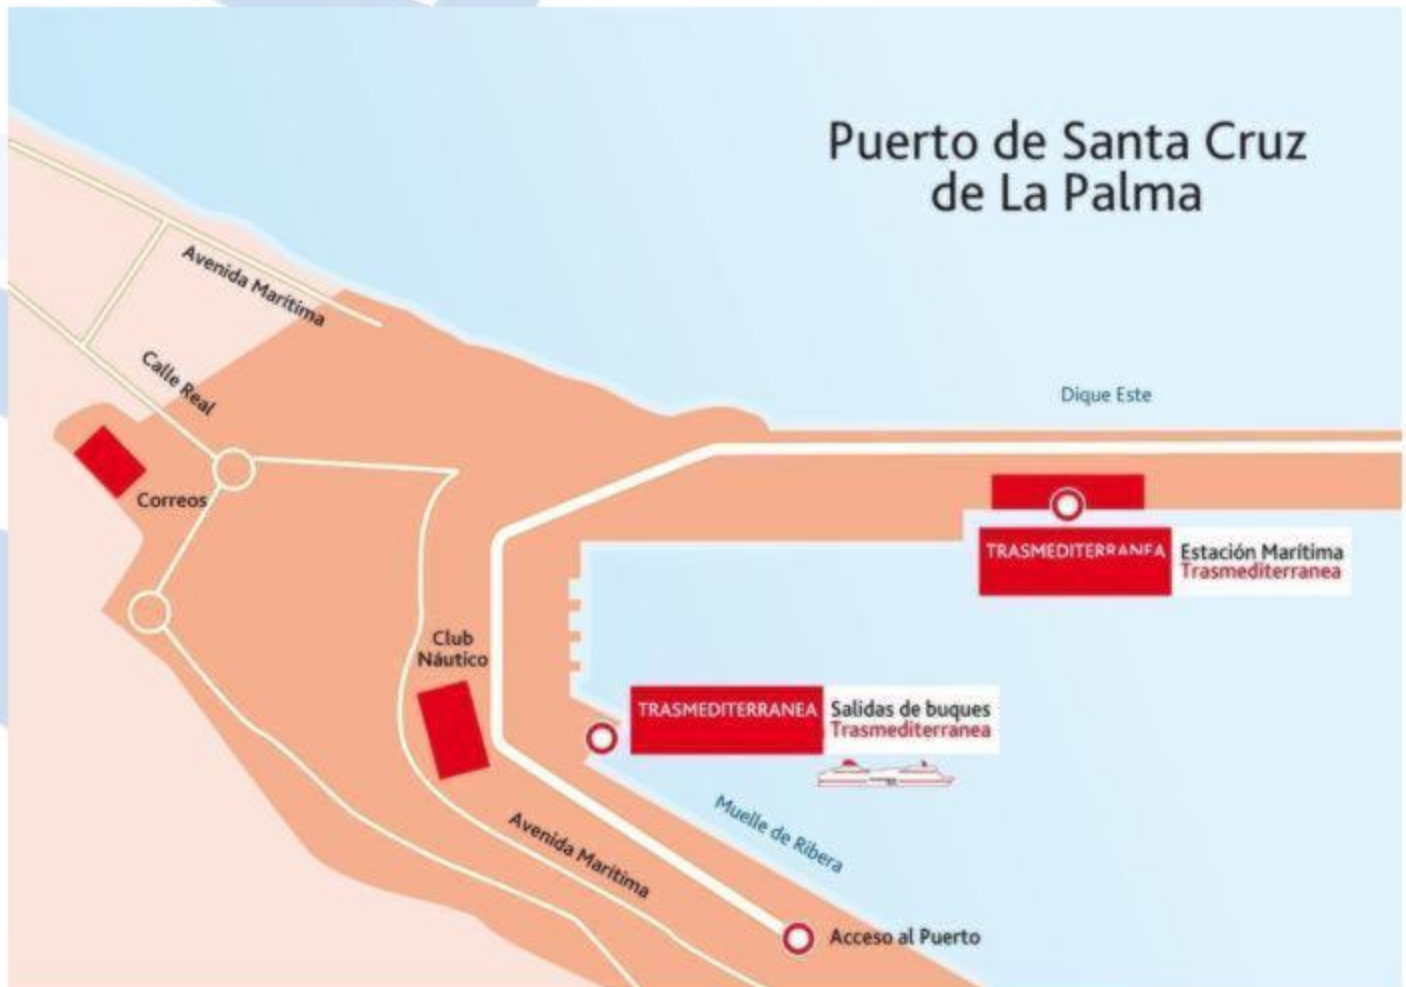 Puerto de Santa Cruz
de La Palma
Avenida Marítima
Calle Real
Dique Este
Correos
TRASMEDITERRANEA
Estación Marítima
Trasmediterranea
Club
Náutico
TRASMEDITERRANEA
Salidas de buques
Trasmediterranea
Muelle de Ribera
Avenida Marítima
Acceso al Puerto